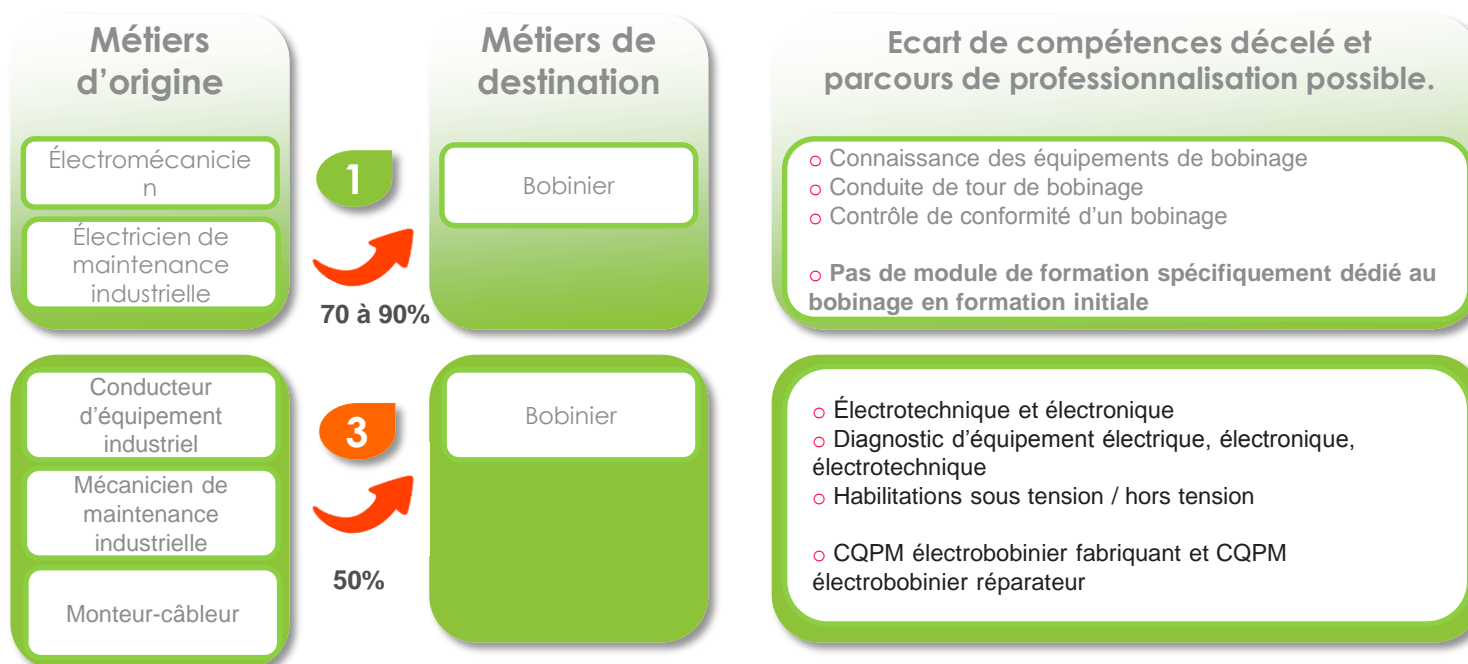 Métiers
d’origine
Métiers de
destination
Ecart de compétences décelé et
parcours de professionnalisation possible.
Électromécanicie
n
Électricien de
maintenance
industrielle
1
70 à 90%
Bobinier
o Connaissance des équipements de bobinage
o Conduite de tour de bobinage
o Contrôle de conformité d’un bobinage
o Pas de module de formation spécifiquement dédié au
bobinage en formation initiale
Conducteur
d’équipement
industriel
Mécanicien de
maintenance
industrielle
Monteur-câbleur
3
50%
Bobinier
o Électrotechnique et électronique
o Diagnostic d’équipement électrique, électronique,
électrotechnique
o Habilitations sous tension / hors tension
o CQPM électrobobinier fabriquant et CQPM
électrobobinier réparateur